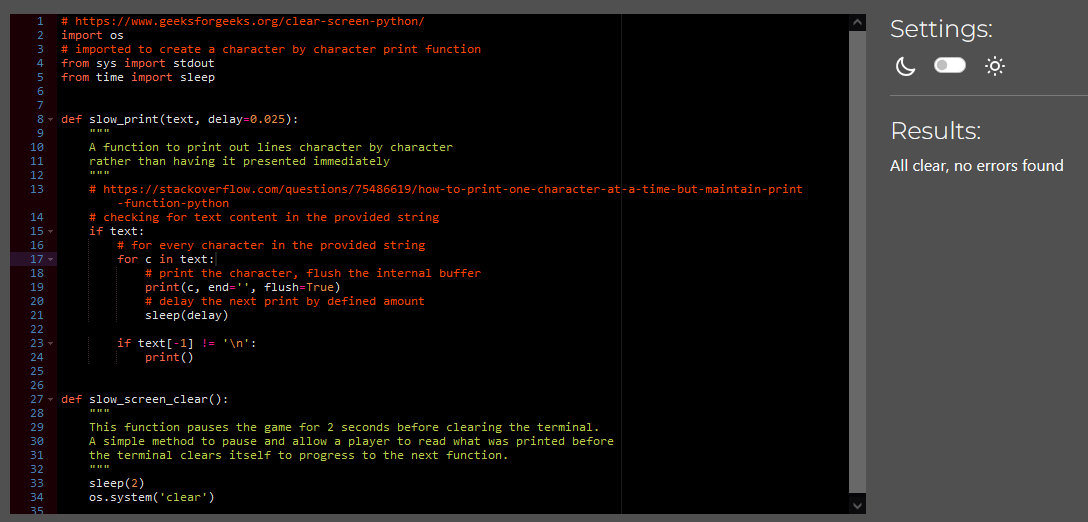 1 # https://www.geeksforgeeks.org/clear-screen-python/
2 import os
3 # imported to create a character by character print function
4 from sys import stdout
5 from time import sleep
6
7
8 def slow_print(text, delay=0.025):
9     """
10     A function to print out lines character by character
11     rather than having it presented immediately
12     """
13     # https://stackoverflow.com/questions/75486619/how-to-print-one-character-at-a-time-but-maintain-print
-function-python
14     # checking for text content in the provided string
15     if text:
16         # for every character in the provided string
17         for c in text:
18             # print the character, flush the internal buffer
19             print(c, end='', flush=True)
20             # delay the next print by defined amount
21             sleep(delay)
22
23         if text[-1] != '\n':
24             print()
25
26
27 def slow_screen_clear():
28     """
29     This function pauses the game for 2 seconds before clearing the terminal.
30     A simple method to pause and allow a player to read what was printed before
31     the terminal clears itself to progress to the next function.
32     """
33     sleep(2)
34     os.system('clear')
35
Settings:
Results:
All clear, no errors found